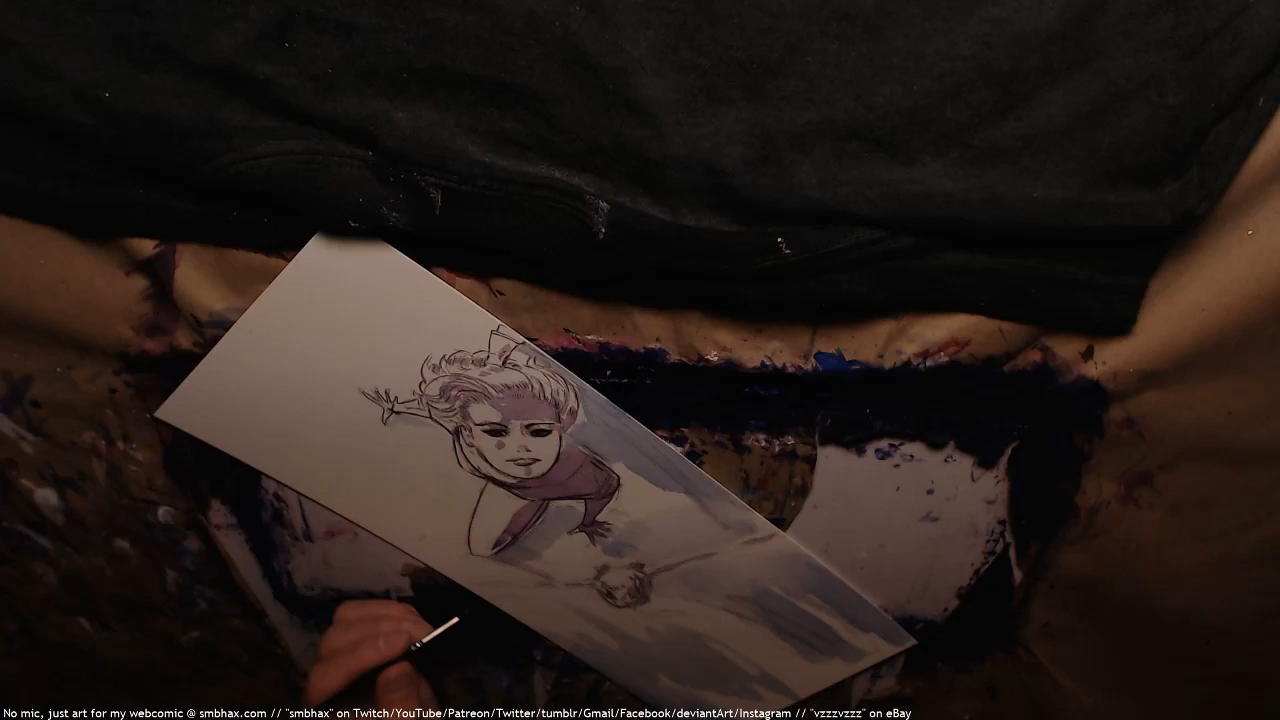 No mic, just art for my webcomic @ smbhax.com // "smbhax" on Twitch/YouTube/Patreon/Twitter/tumblr/Gmail/Facebook/deviantArt/Instagram // "vzzzvzzz" on eBay